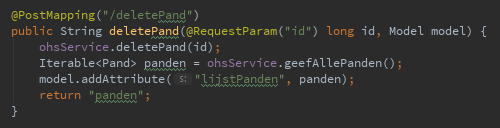 @PostMapping("/deletePand")
public String deletePand(@RequestParam("id") long id, Model model) {
ohsService.deletePand(id);
Iterable<Pand> panden = ohsService.geefAllePanden();
model.addAttribute( s: "lijstPanden", panden);
return "panden";
}